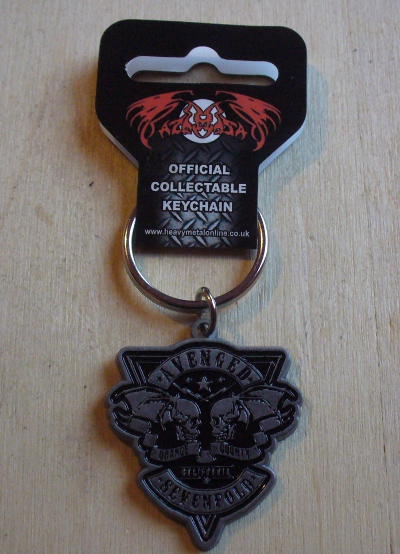 OFFICIAL
COLLECTABLE
KEYCHAIN
www.heavymetalonline.co.uk
AVENGED
ORANGE COUNTY
CALIFORNIA
SEVENFOLD